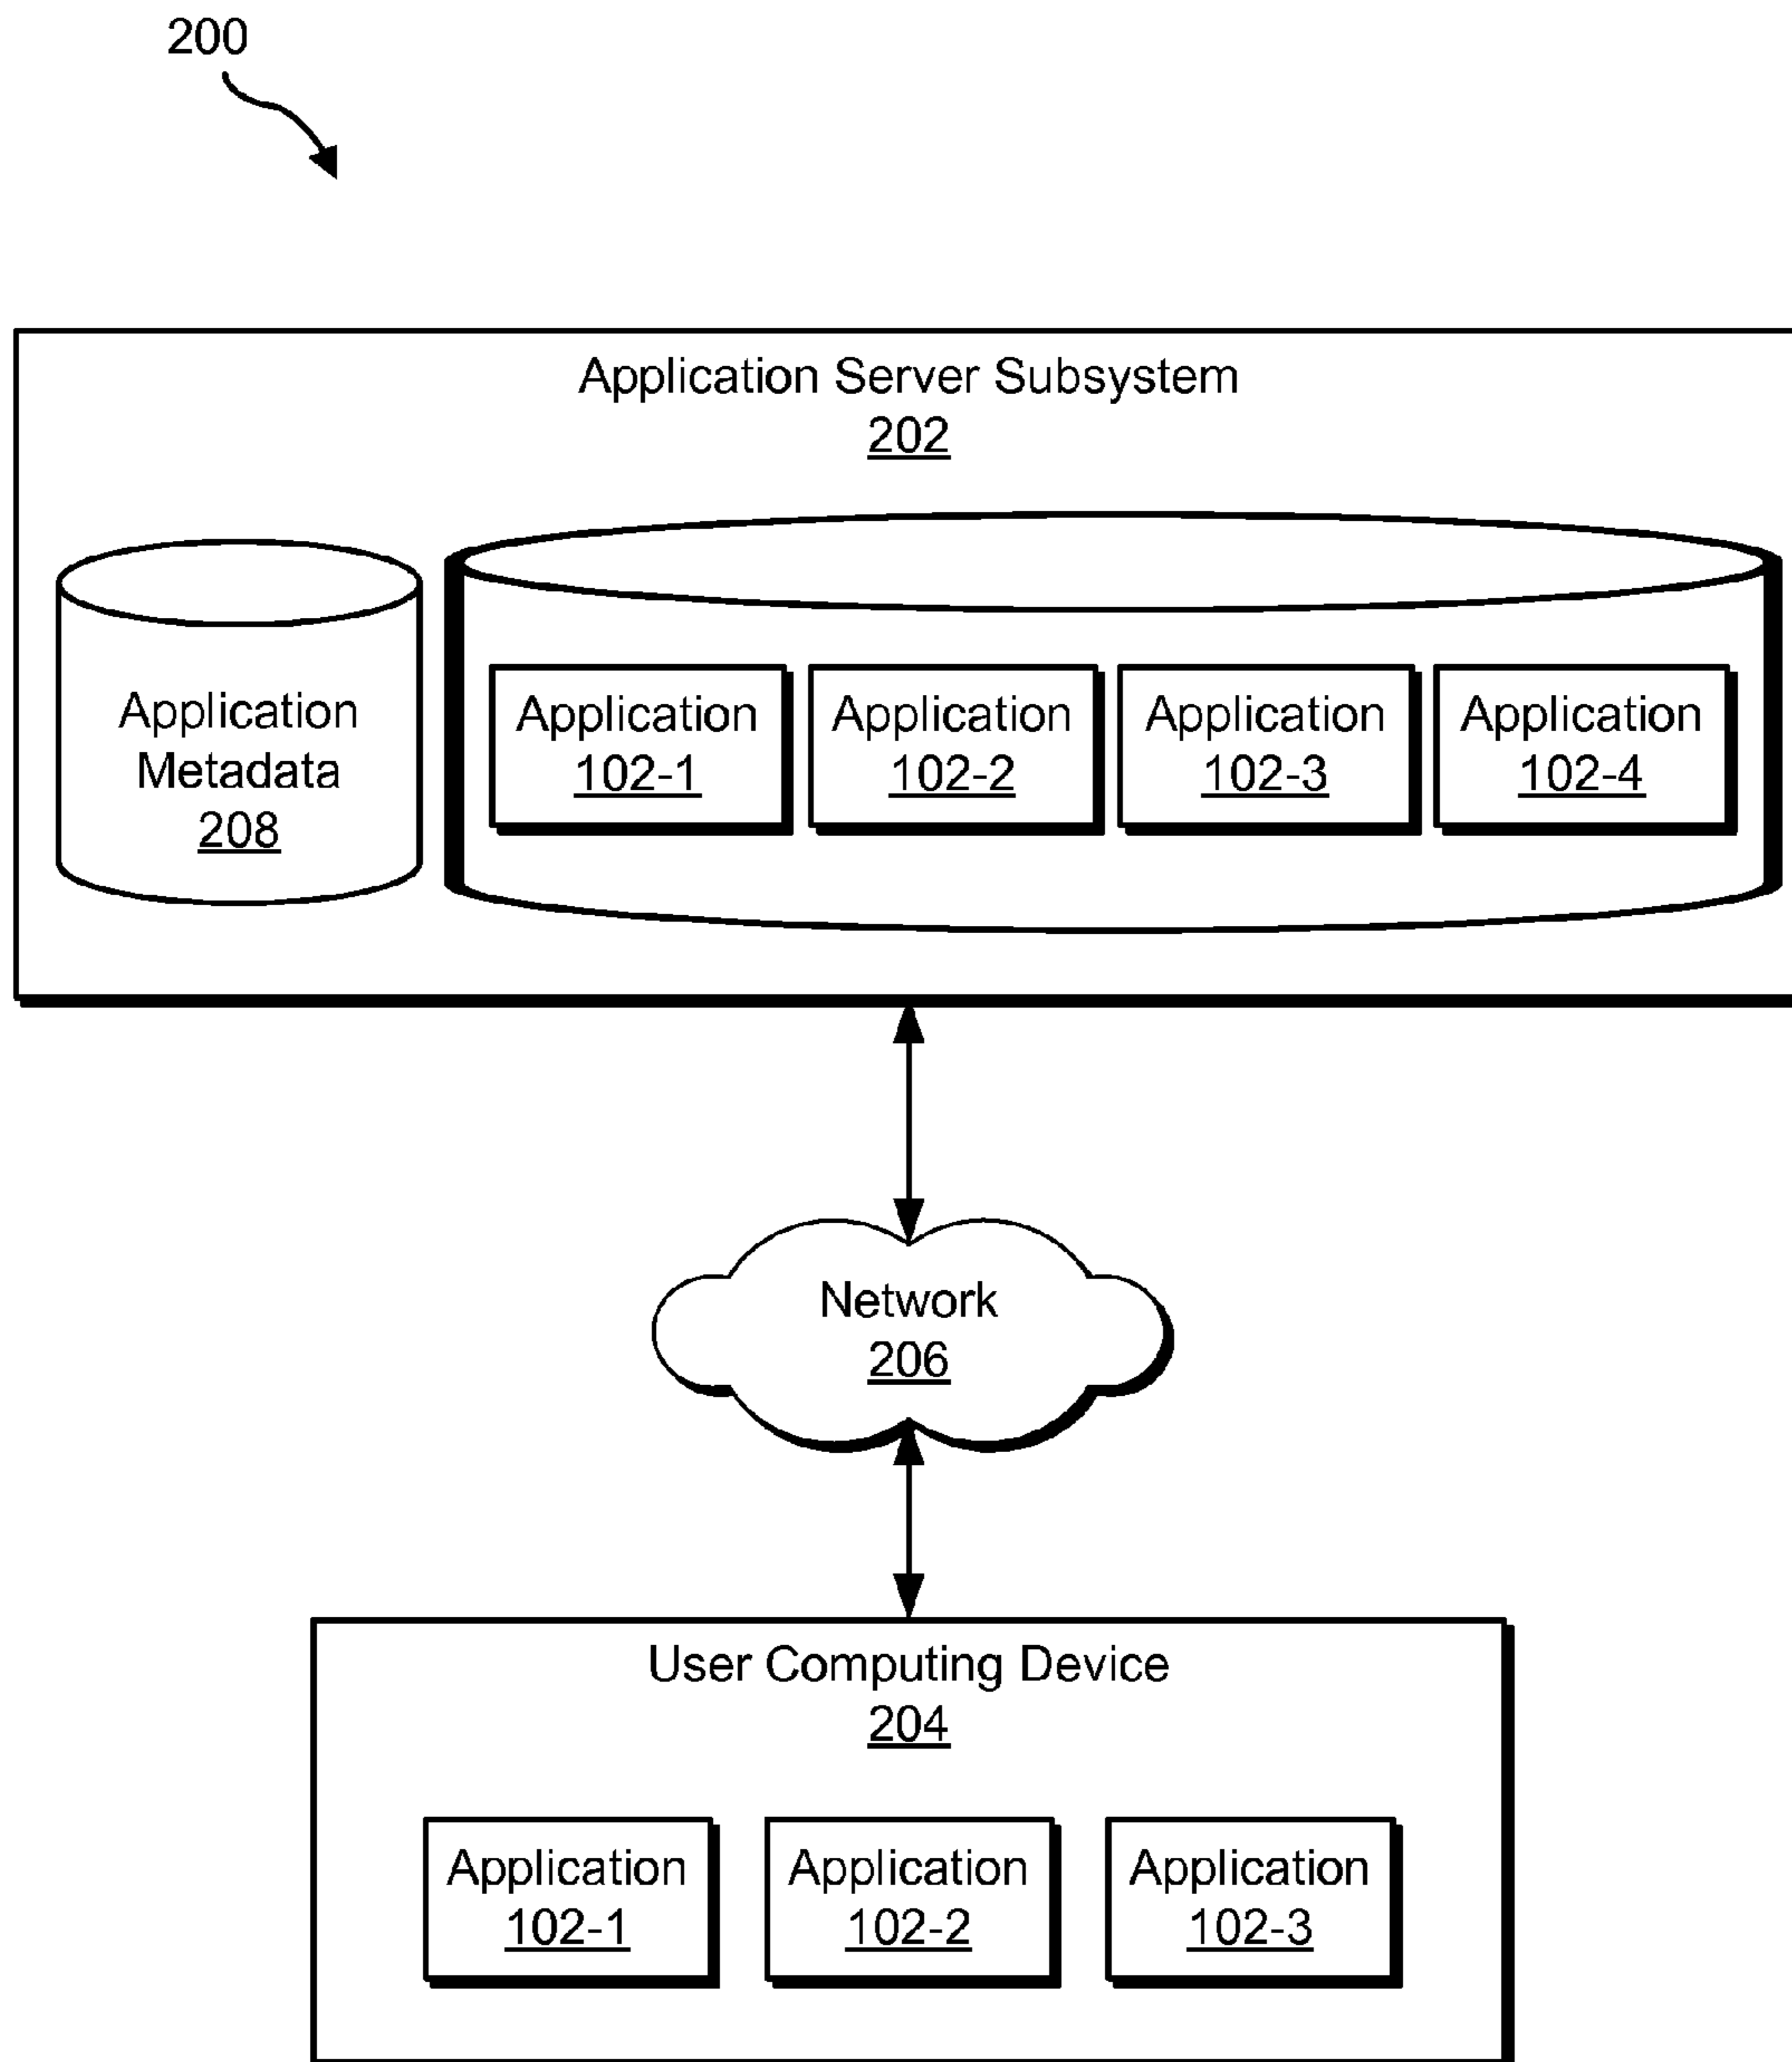 200
Application Server Subsystem
202
Application
Metadata
208
Application
102-1
Application
102-2
Application
102-3
Application
102-4
Network
206
User Computing Device
204
Application
102-1
Application
102-2
Application
102-3